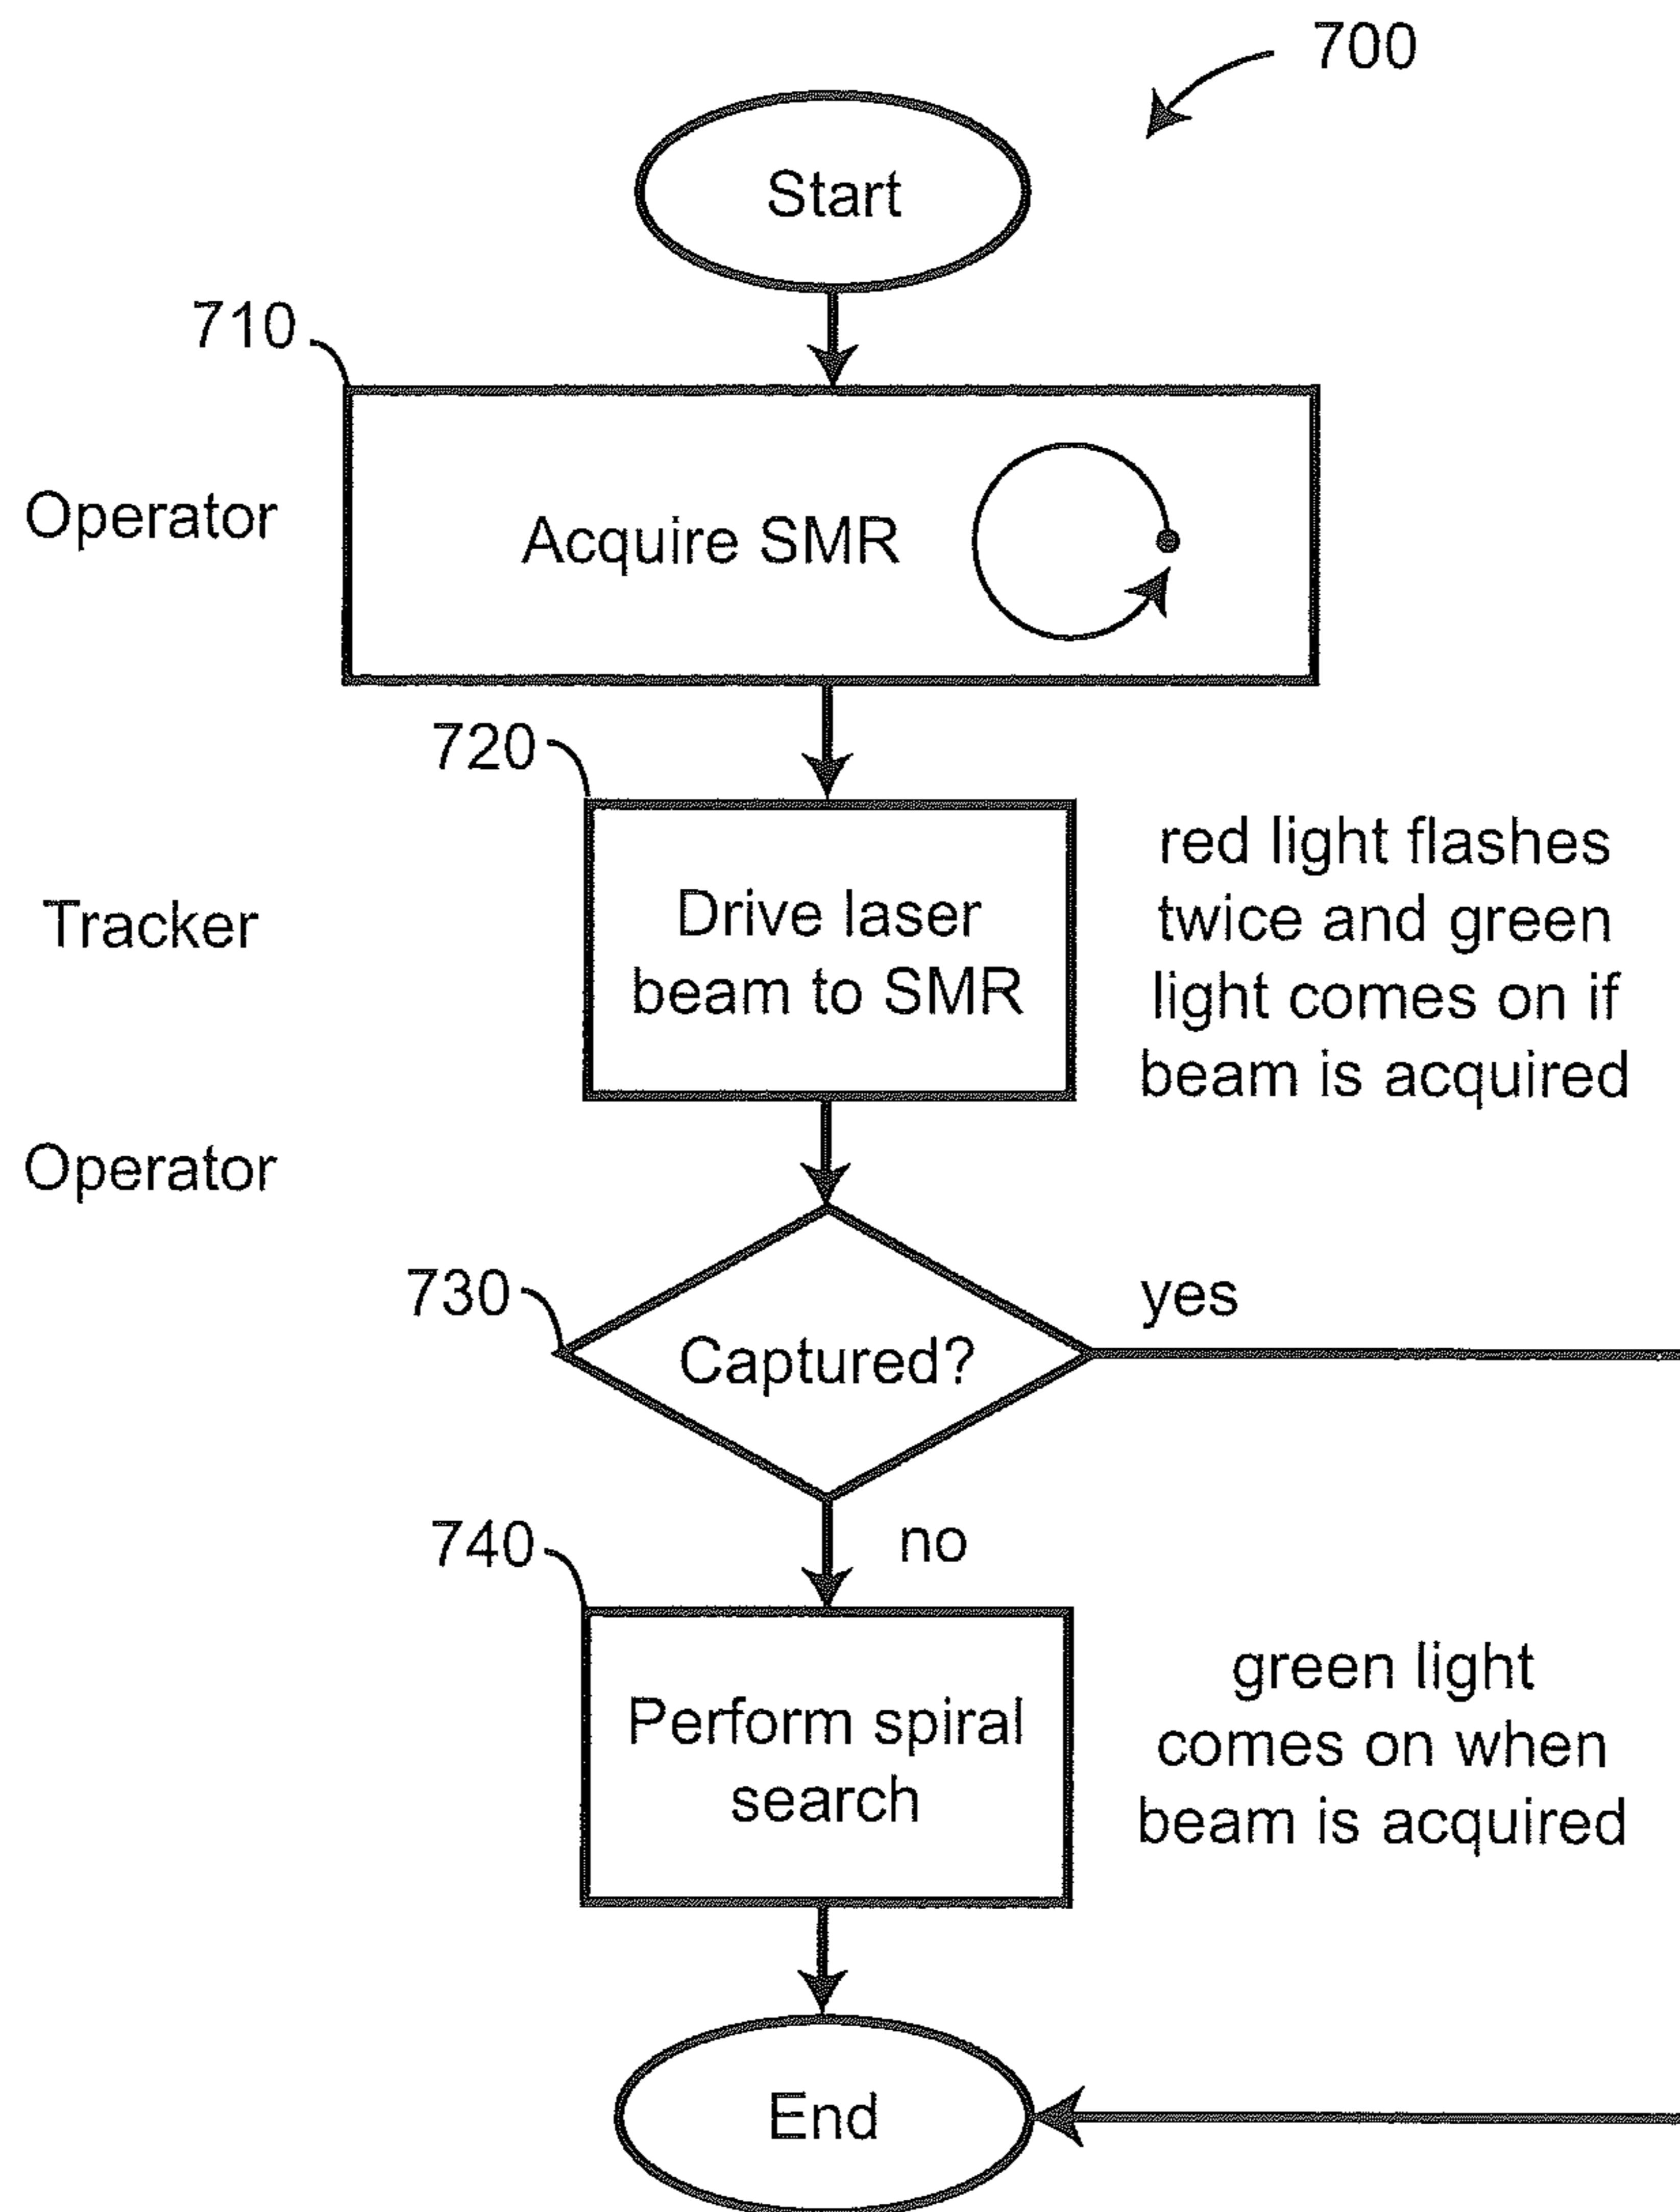 700
Start
710
Operator
Acquire SMR
720
Tracker
Drive laser
beam to SMR
red light flashes
twice and green
light comes on if
beam is acquired
Operator
730
Captured?
yes
no
740
Perform spiral
search
green light
comes on when
beam is acquired
End